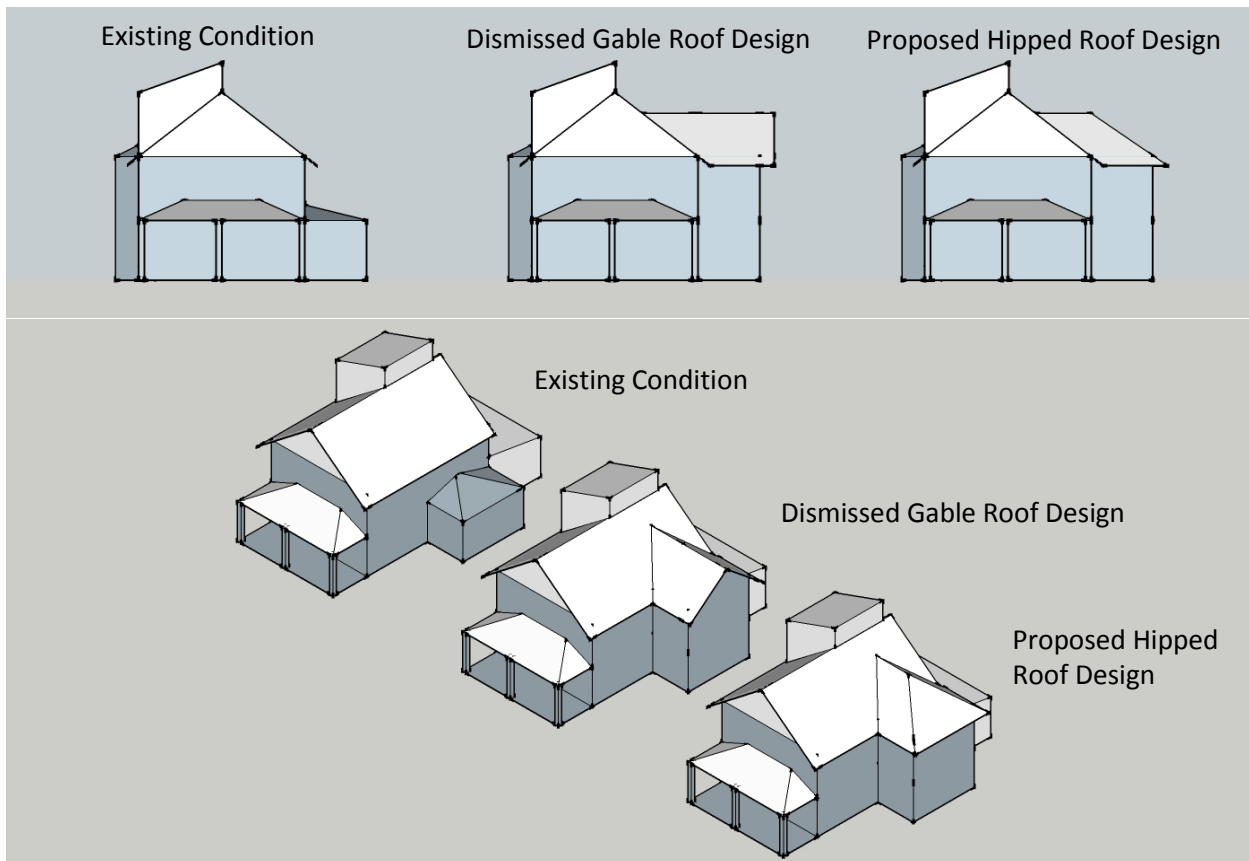 Existing Condition
Dismissed Gable Roof Design
Proposed Hipped Roof Design
Existing Condition
Dismissed Gable Roof Design
Proposed Hipped
Roof Design